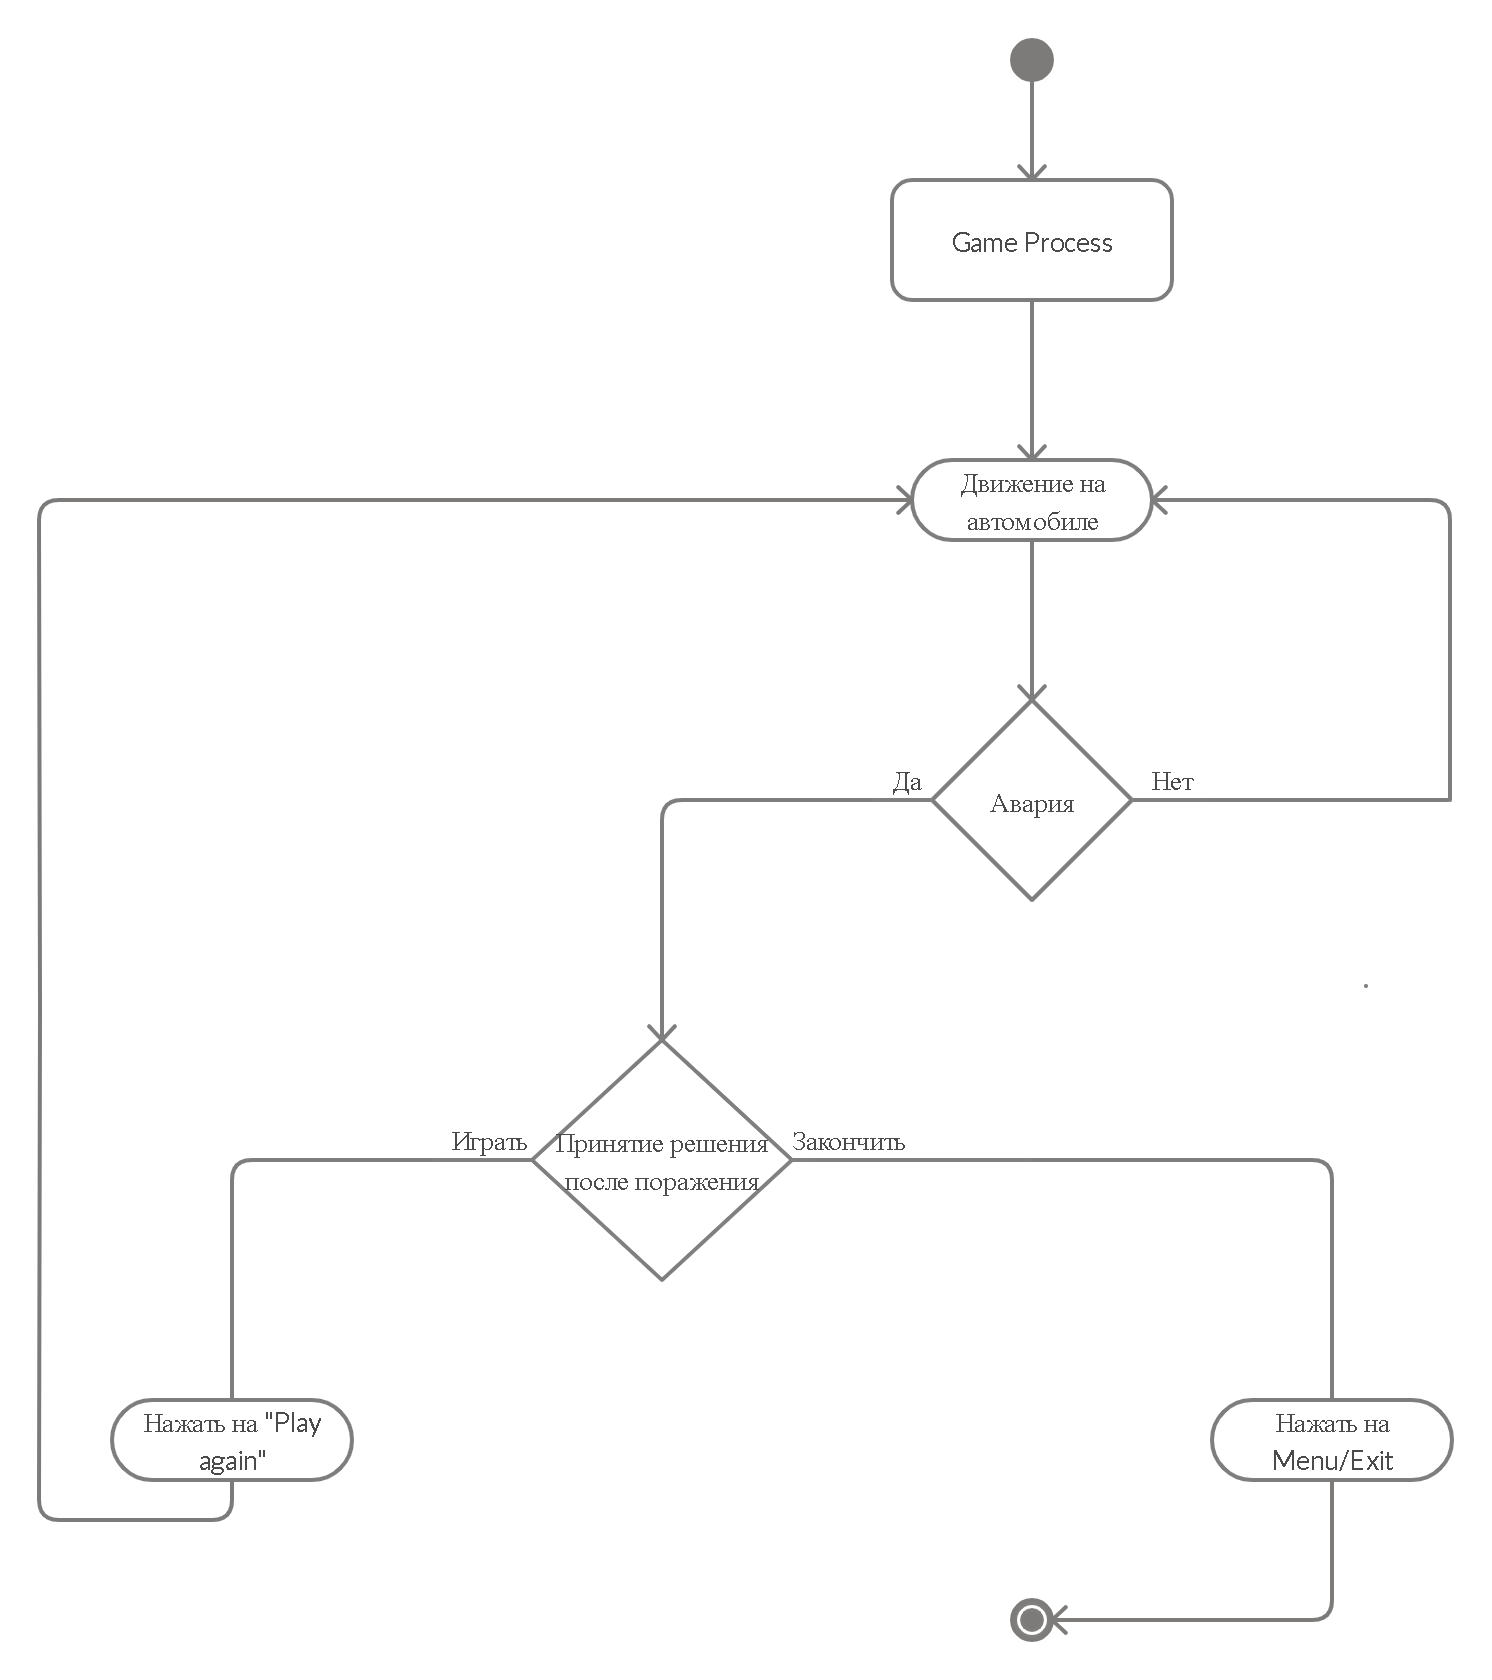 Game Process
Движение на
автомобиле
Да
Нет
Авария
Играть
Принятие решения
после поражения
Закончить
Нажать на "Play
again"
Нажать на
Menu/Exit